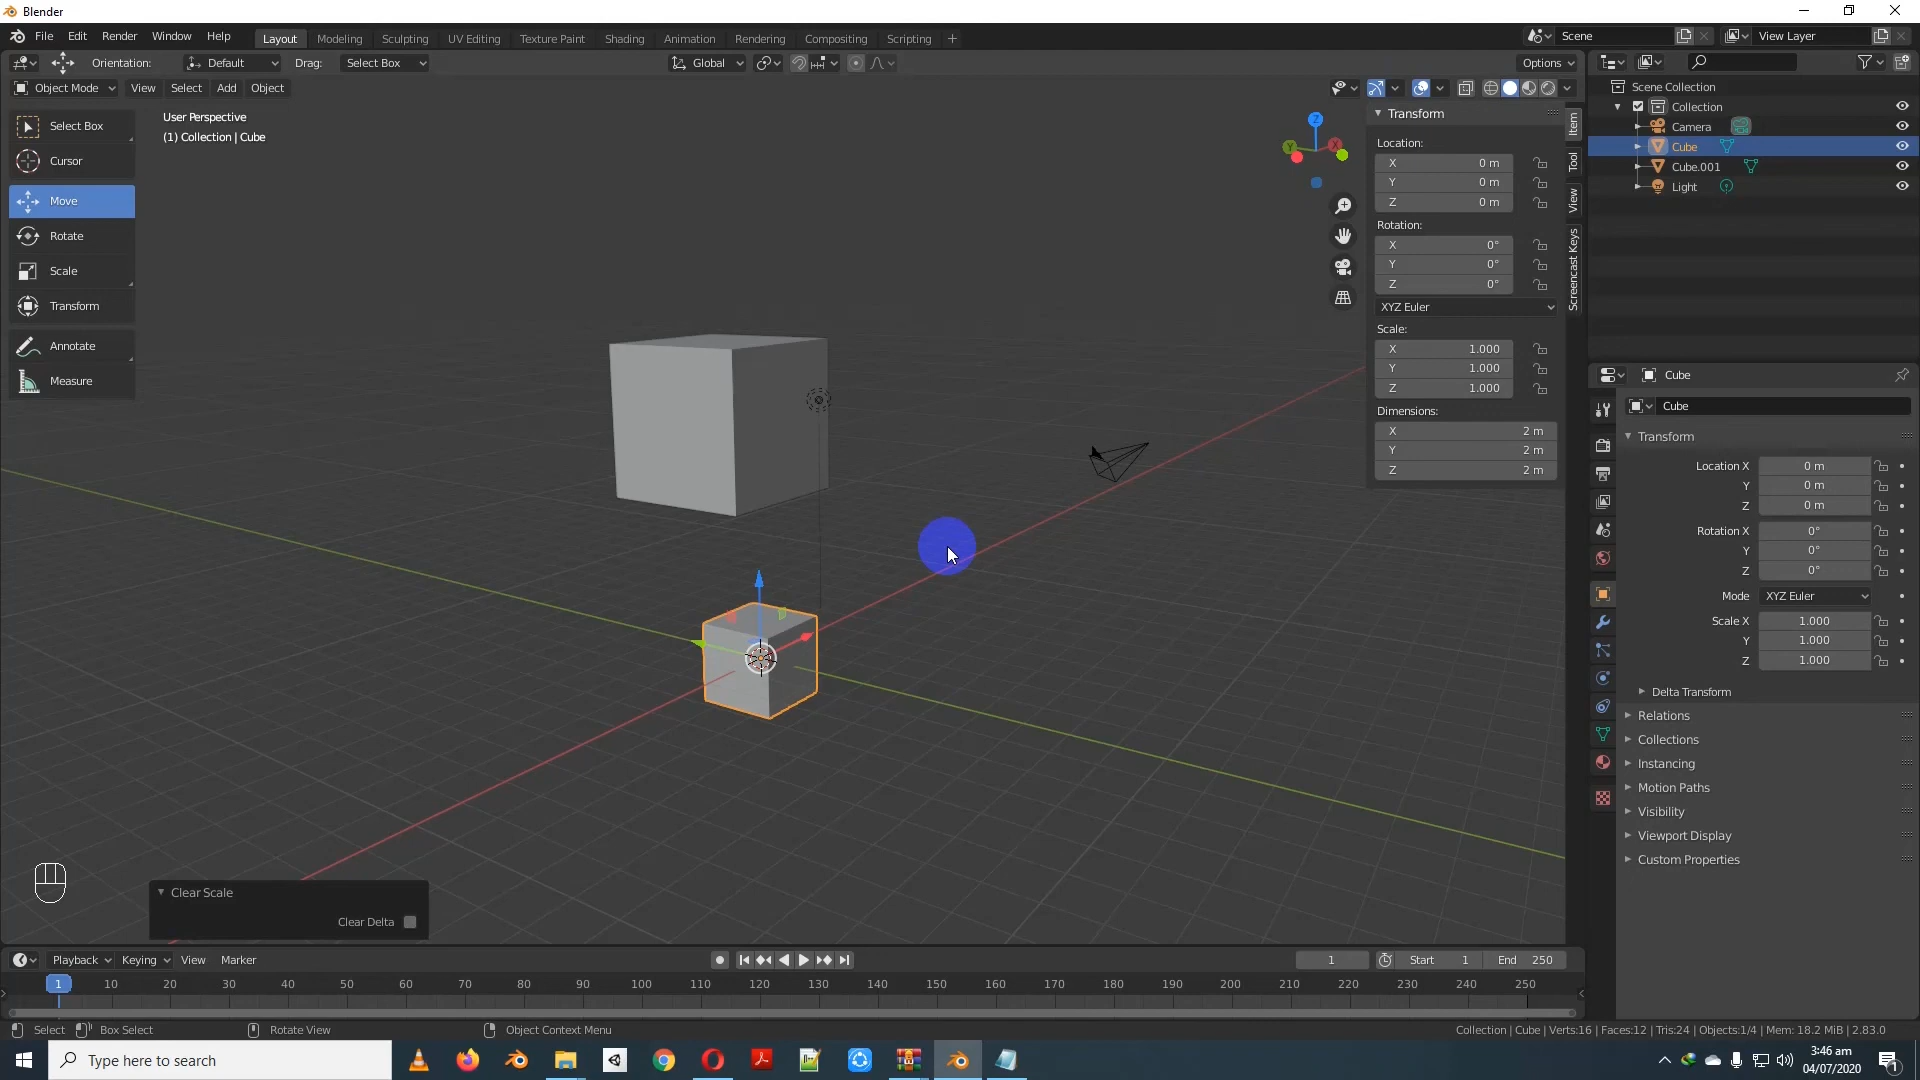 Blender
File Edit Render Window Help Layout Modeling Sculpting UV Editing Texture Paint Shading Animation Rendering Compositing Scripting + Scene View Layer
Orientation: Default Drag: Select Box Global Options
Object Mode View Select Add Object
User Perspective
(1) Collection | Cube
Select Box
Cursor
Move
Rotate
Scale
Transform
Annotate
Measure
Z
Y
X
Transform
Location:
X 0 m
Y 0 m
Z 0 m
Rotation:
X 0°
Y 0°
Z 0°
XYZ Euler
Scale:
X 1.000
Y 1.000
Z 1.000
Dimensions:
X 2 m
Y 2 m
Z 2 m
Item
Tool
View
Screencast Keys
Scene Collection
Collection
Camera
Cube
Cube.001
Light
Cube
Cube
Transform
Location X 0 m
Y 0 m
Z 0 m
Rotation X 0°
Y 0°
Z 0°
Mode XYZ Euler
Scale X 1.000
Y 1.000
Z 1.000
Delta Transform
Relations
Collections
Instancing
Motion Paths
Visibility
Viewport Display
Custom Properties
Clear Scale
Clear Delta
Playback Keying View Marker 1 Start 1 End 250
1 10 20 30 40 50 60 70 80 90 100 110 120 130 140 150 160 170 180 190 200 210 220 230 240 250
Select Box Select Rotate View Object Context Menu Collection | Cube | Verts:16 | Faces:12 | Tris:24 | Objects:1/4 | Mem: 18.2 MiB | 2.83.0
Type here to search
3:46 am
04/07/2020
1